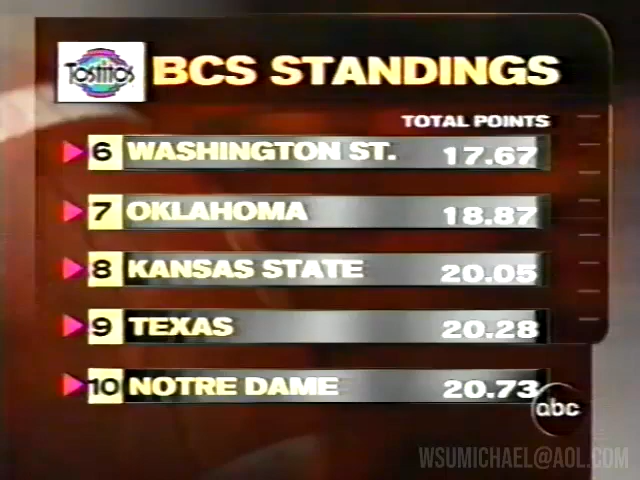 Tostitos
BCS STANDINGS
TOTAL POINTS
6 WASHINGTON ST. 17.67
7 OKLAHOMA 18.87
8 KANSAS STATE 20.05
9 TEXAS 20.28
10 NOTRE DAME 20.73
abc
WSUMICHAEL@AOL.COM